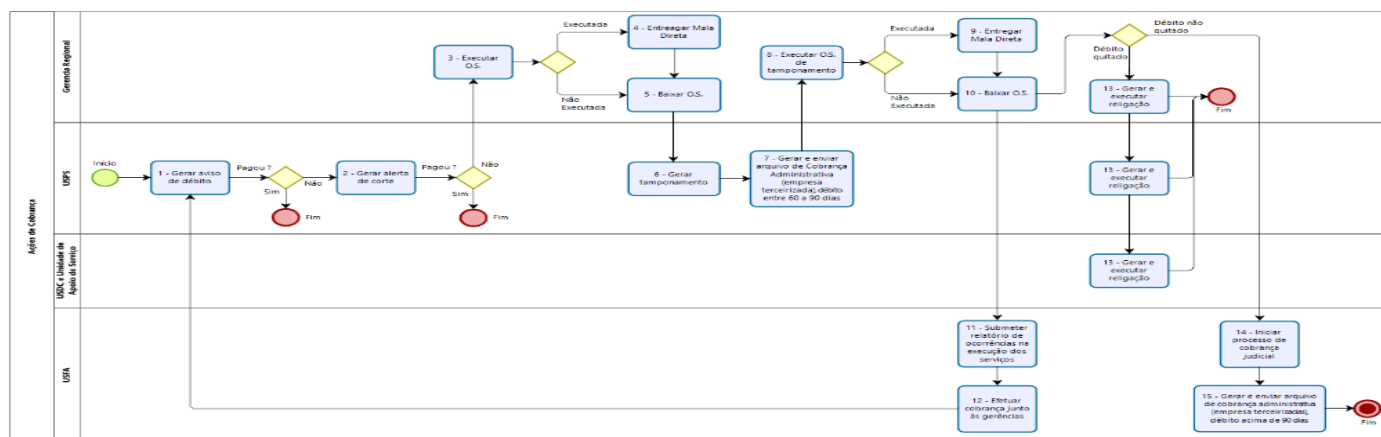 Ações de Cobrança
Gerencia Regional
3 - Executar
O.S.
Executada
Não
Executada
4 - Entreagar Mala
Direta
5 - Baixar O.S.
8 - Executar O.S.
de
tamponamento
Executada
Não
Executada
9 - Entregar
Mala Direta
10 - Baixar O.S.
Débito não
quitado
Débito
quitado
13 - Gerar e
executar
religação
Fim
USPS
Início
1 - Gerar aviso
de débito
Pagou ?
Sim
Não
Fim
2 - Gerar alerta
de corte
Pagou ?
Não
Sim
Fim
6 - Gerar
tamponamento
7 - Gerar e enviar
arquivo de Cobrança
Administrativa
(empresa
terceirizada),débito
entre 60 a 90 dias
13 - Gerar e
executar
religação
USDC e Unidade de
Apoio de Serviço
13 - Gerar e
executar
religação
USFA
11 - Submeter
relatório de
ocorrências na
execução dos
serviços
12 - Efetuar
cobrança junto
às gerências
14 - Iniciar
processo de
cobrança
judicial
15 - Gerar e enviar arquivo
de cobrança administrativa
(empresa terceirizadas),
débito acima de 90 dias
Fim